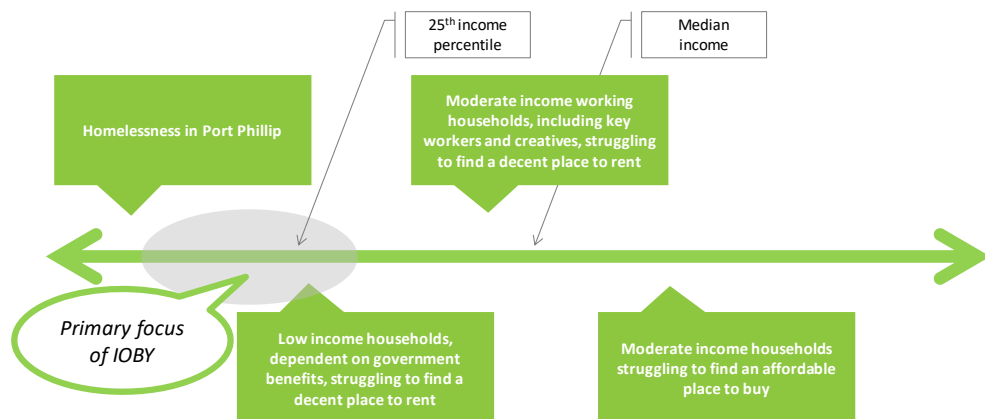 25th income
percentile
Median
income
Homelessness in Port Phillip
Moderate income working
households, including key
workers and creatives, struggling
to find a decent place to rent
Primary focus
of IOBY
Low income households,
dependent on government
benefits, struggling to find a
decent place to rent
Moderate income households
struggling to find an affordable
place to buy